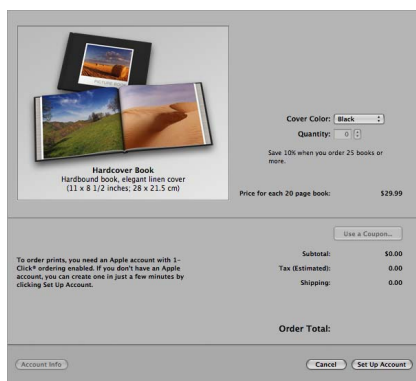 Cover Color: Black
Quantity: 0
Save 10% when you order 25 books or
more.
Hardcover Book
Hardbound book, elegant linen cover
(11 x 8 1/2 inches; 28 x 21.5 cm)
Price for each 20 page book: $29.99
Use a Coupon...
To order prints, you need an Apple account with 1-
Click® ordering enabled. If you don't have an Apple
account, you can create one in just a few minutes by
clicking Set Up Account.
Subtotal: $0.00
Tax (Estimated): 0.00
Shipping: 0.00
Order Total:
Account Info
Cancel
Set Up Account